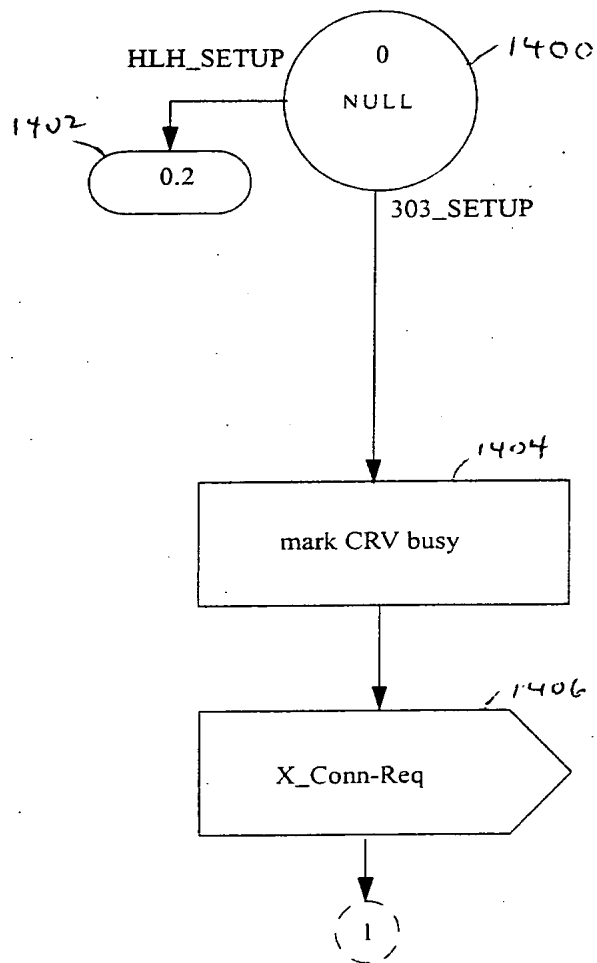 0
1400
HLH_SETUP
NULL
1402
0.2
303_SETUP
1404
mark CRV busy
1406
X_Conn-Req
1